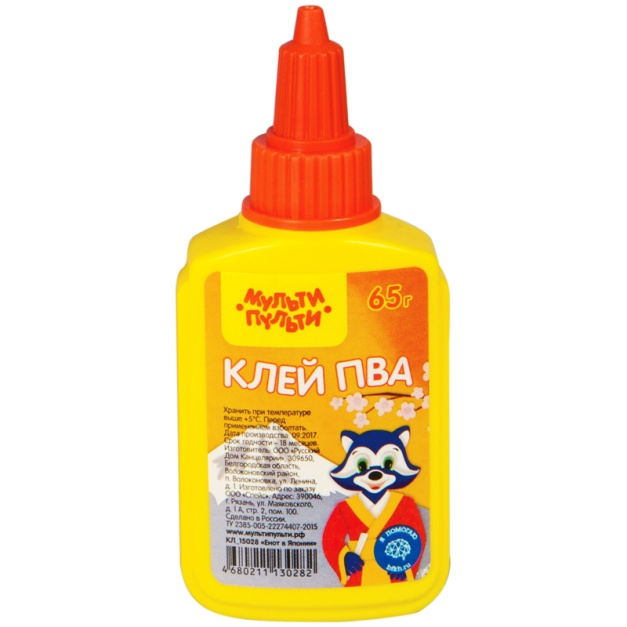 МУЛЬТИ
ПУЛЬТИ
65г
КЛЕЙ ПВА
Хранить при температуре
выше +5°С. Перед
применением взболтать.
Дата производства: 09.2017.
Срок годности – 18 месяцев.
Изготовитель: ООО «Русский
Дом Канцелярии», 309650,
Белгородская область,
Волоконовский район,
п. Волоконовка, ул. Ленина,
д. 1. Изготовлено по заказу
ООО «Спейс». Адрес: 390046,
г. Рязань, ул. Маяковского,
д. 1 А, стр. 2, пом. 100.
Сделано в России.
ТУ 2385-005-22274407-2015
www.мультипульти.рф
КЛ_15028 «Енот в Японии»
4 680211 130282
Я ПОМОГАЮ
bfkh.ru